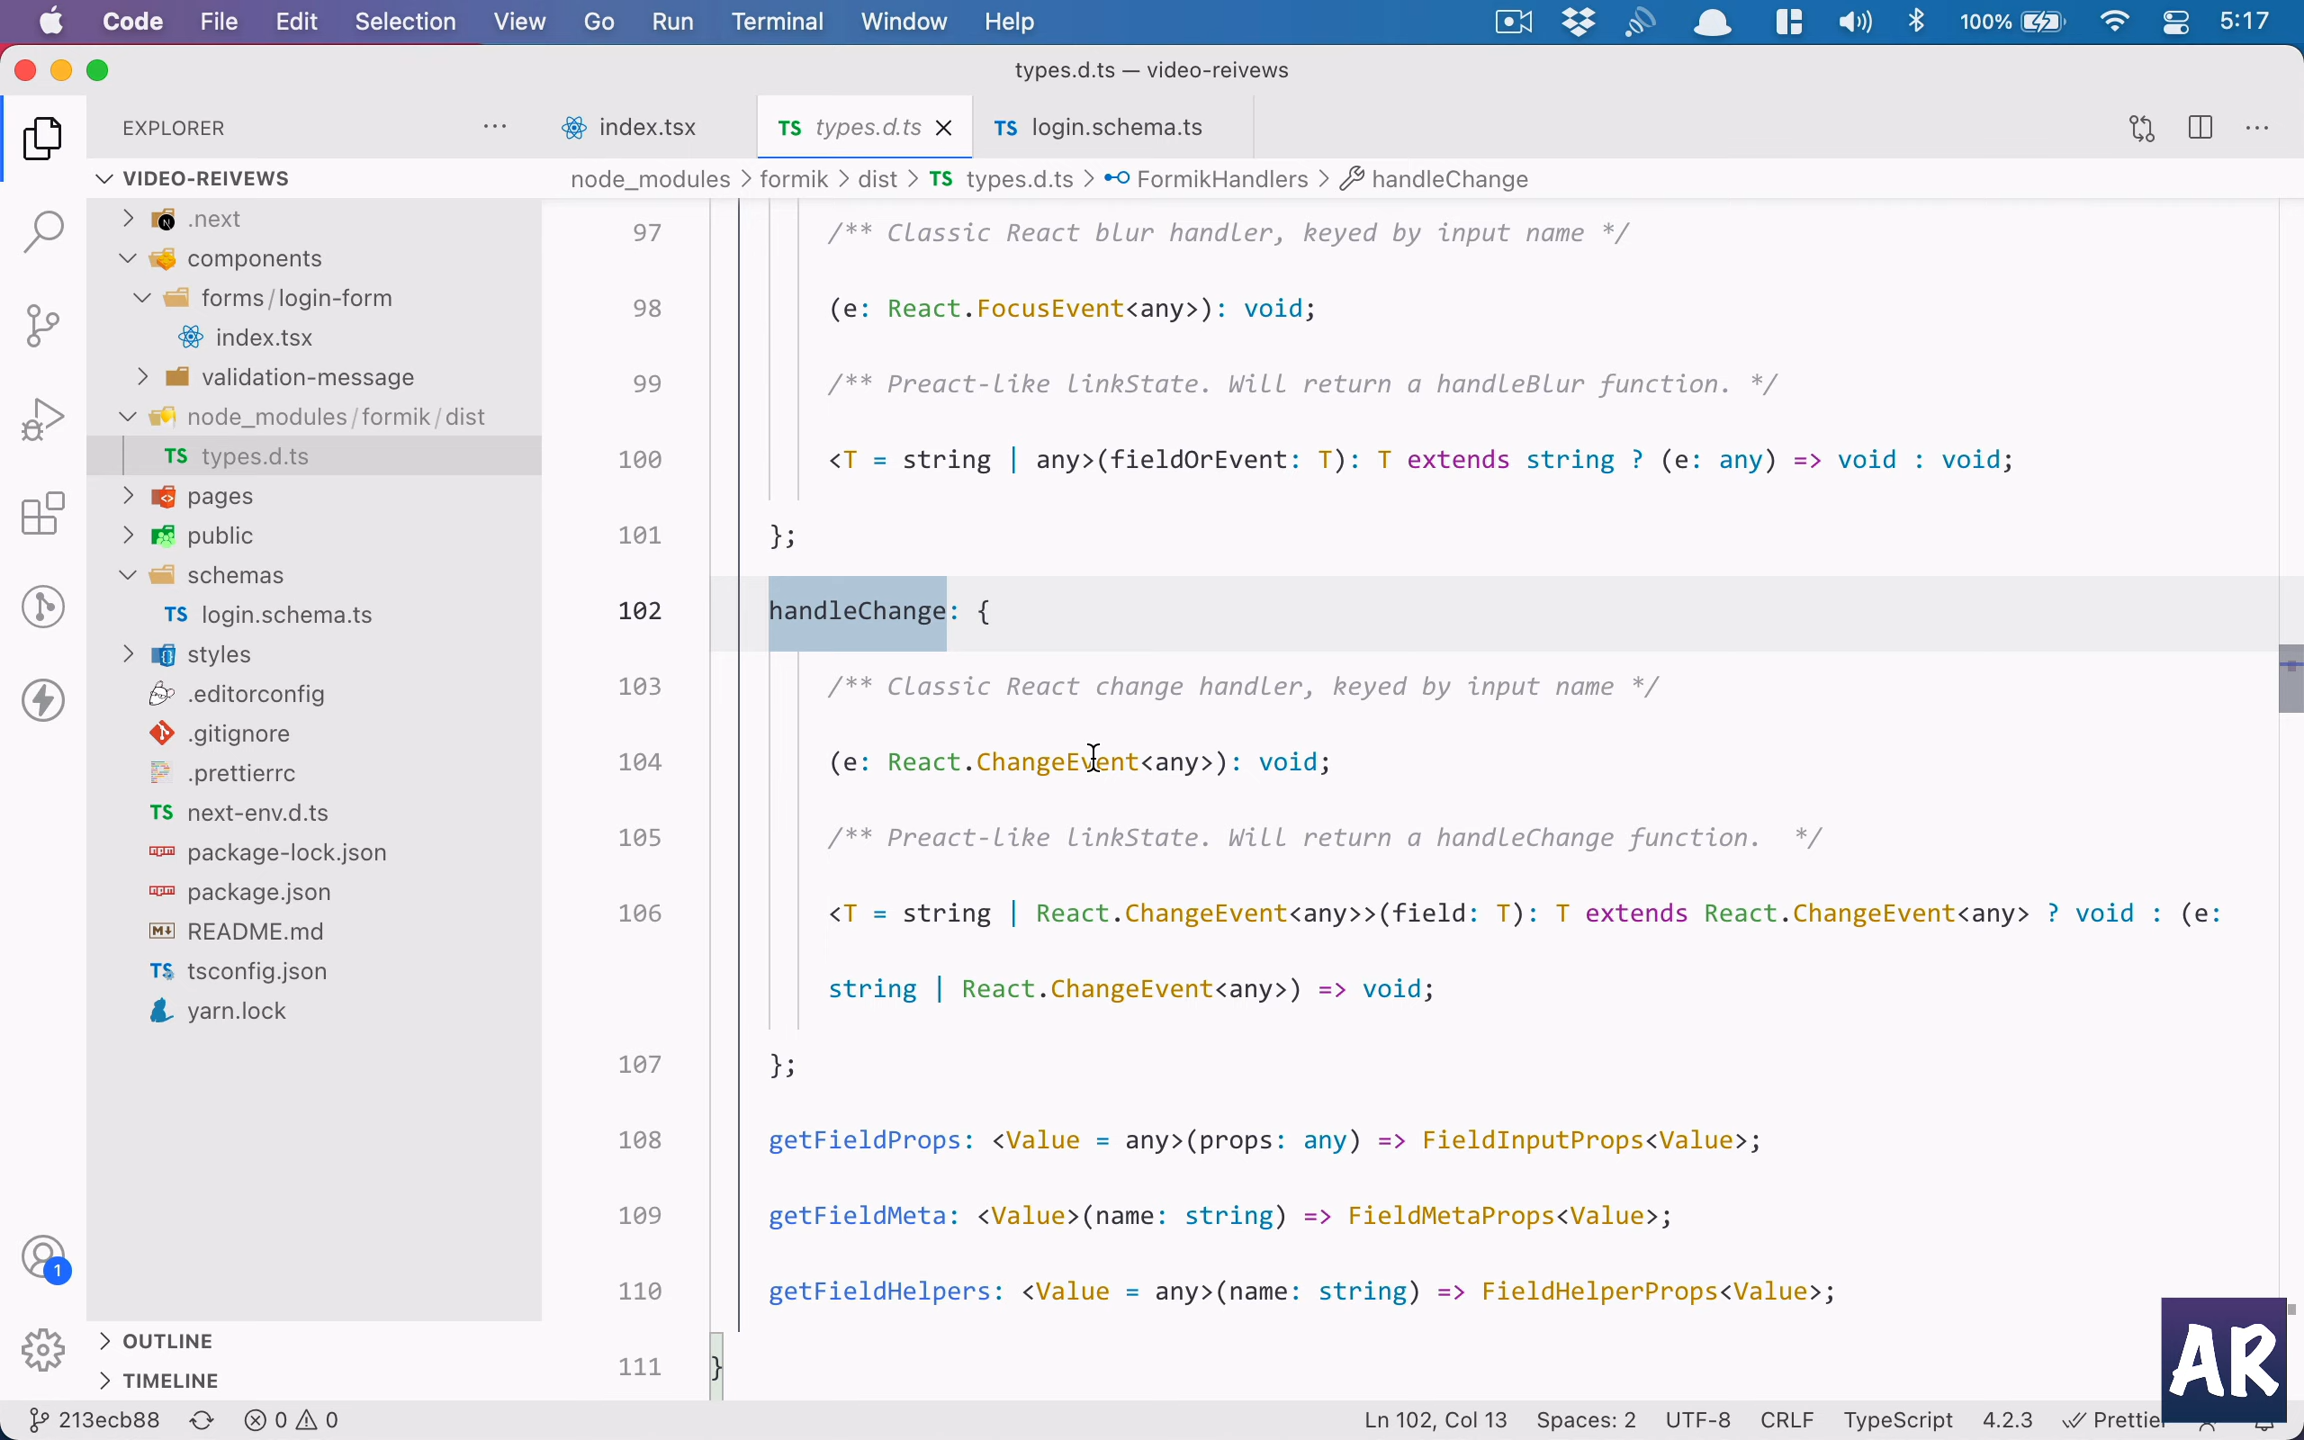 Code File Edit Selection View Go Run Terminal Window Help 100% 5:17
types.d.ts — video-reivews
EXPLORER
index.tsx
TS types.d.ts
TS login.schema.ts
VIDEO-REIVEWS
node_modules > formik > dist > TS types.d.ts > FormikHandlers > handleChange
.next
components
forms/login-form
index.tsx
validation-message
node_modules/formik/dist
TS types.d.ts
pages
public
schemas
TS login.schema.ts
styles
.editorconfig
.gitignore
.prettierrc
TS next-env.d.ts
package-lock.json
package.json
README.md
TS tsconfig.json
yarn.lock
OUTLINE
TIMELINE
97 /** Classic React blur handler, keyed by input name */
98 (e: React.FocusEvent<any>): void;
99 /** Preact-like linkState. Will return a handleBlur function. */
100 <T = string | any>(fieldOrEvent: T): T extends string ? (e: any) => void : void;
101 };
102 handleChange: {
103 /** Classic React change handler, keyed by input name */
104 (e: React.ChangeEvent<any>): void;
105 /** Preact-like linkState. Will return a handleChange function.  */
106 <T = string | React.ChangeEvent<any>>(field: T): T extends React.ChangeEvent<any> ? void : (e:
string | React.ChangeEvent<any>) => void;
107 };
108 getFieldProps: <Value = any>(props: any) => FieldInputProps<Value>;
109 getFieldMeta: <Value>(name: string) => FieldMetaProps<Value>;
110 getFieldHelpers: <Value = any>(name: string) => FieldHelperProps<Value>;
111 }
AR
1
213ecb88 0 0 Ln 102, Col 13 Spaces: 2 UTF-8 CRLF TypeScript 4.2.3